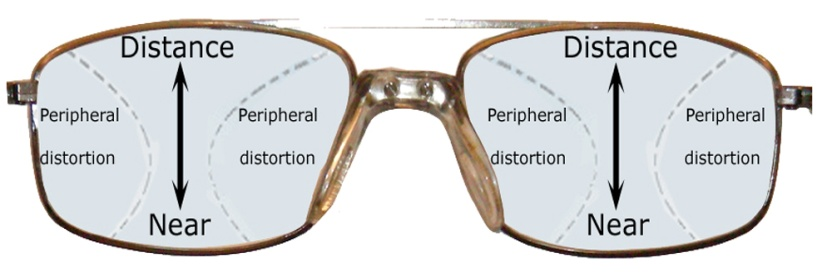 Distance
Peripheral
distortion
Peripheral
distortion
Near
Distance
Peripheral
distortion
Peripheral
distortion
Near